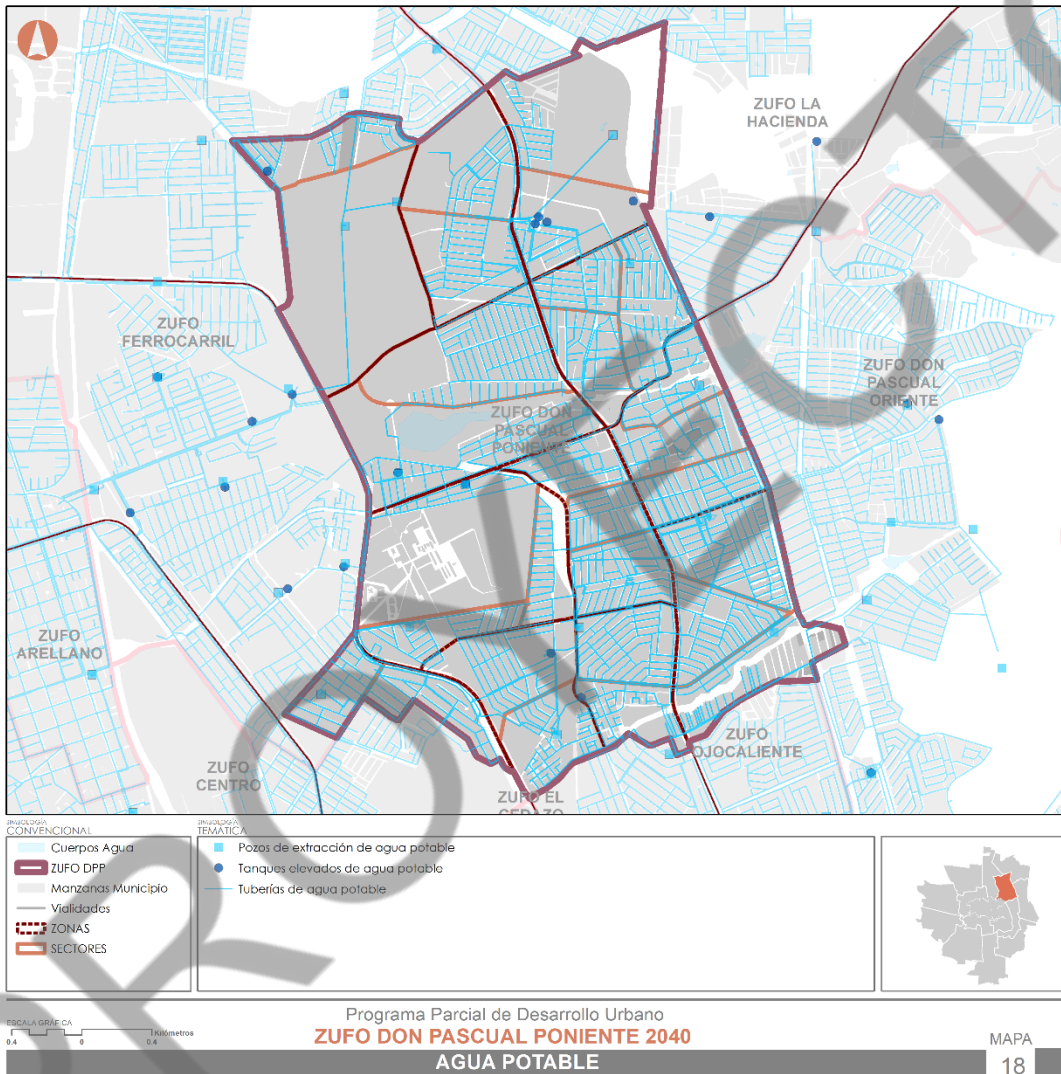 ZUFO LA
HACIENDA
ZUFO
FERROCARRIL
ZUFO DON
PASCUAL
ORIENTE
ZUFO DON
PASCUAL
PONIENTE
ZUFO
ARELLANO
ZUFO
CENTRO
ZUFO
OJOCALIENTE
ZUFO EL
CEDAZO
PROYECTO
SIMBOLOGÍA
CONVENCIONAL
Cuerpos Agua
ZUFO DPP
Manzanas Municipio
Vialidades
ZONAS
SECTORES
SIMBOLOGÍA
TEMÁTICA
Pozos de extracción de agua potable
Tanques elevados de agua potable
Tuberías de agua potable
ESCALA GRÁFICA
0.4 0 0.4 Kilómetros
Programa Parcial de Desarrollo Urbano
ZUFO DON PASCUAL PONIENTE 2040
AGUA POTABLE
MAPA
18